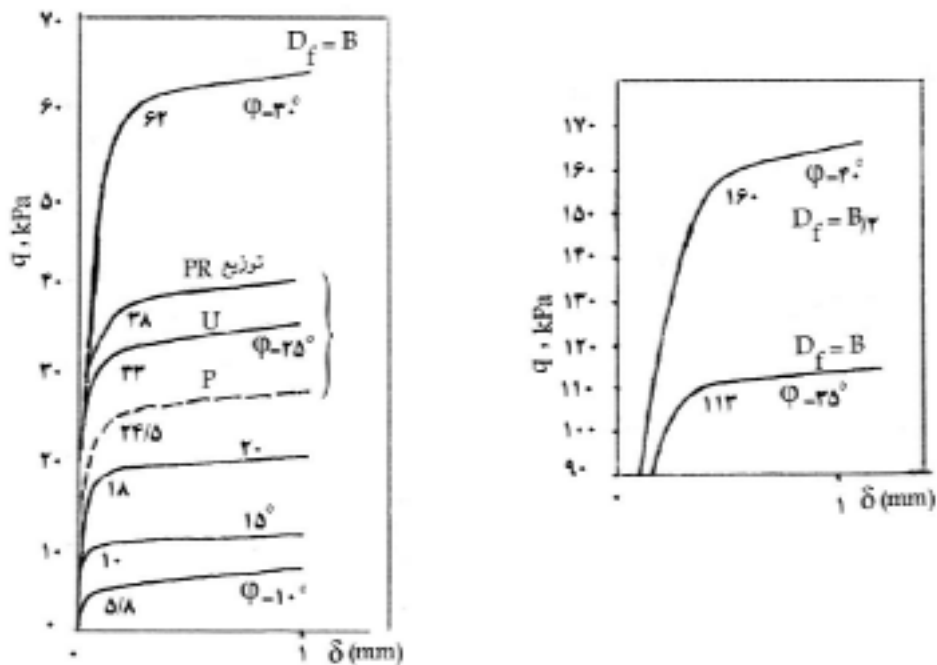 ۷۰
D_f = B
۶۰
φ=۳۰°
۶۲
۵۰
q , kPa
۴۰
توزیع PR
۳۸
U
φ=۲۵°
۳۳
۳۰
P
۲۴/۵
۲۰
۲۰
۱۸
۱۵°
۱۰
۱۰
φ=۱۰°
۵/۸
۰
۰
۱
δ (mm)
۱۷۰
۱۶۰
φ=۴۰°
۱۶۰
۱۵۰
D_f = B/۲
۱۴۰
۱۳۰
q , kPa
۱۲۰
D_f = B
۱۱۰
۱۱۳
φ=۳۵°
۱۰۰
۹۰
۰
۱
δ (mm)